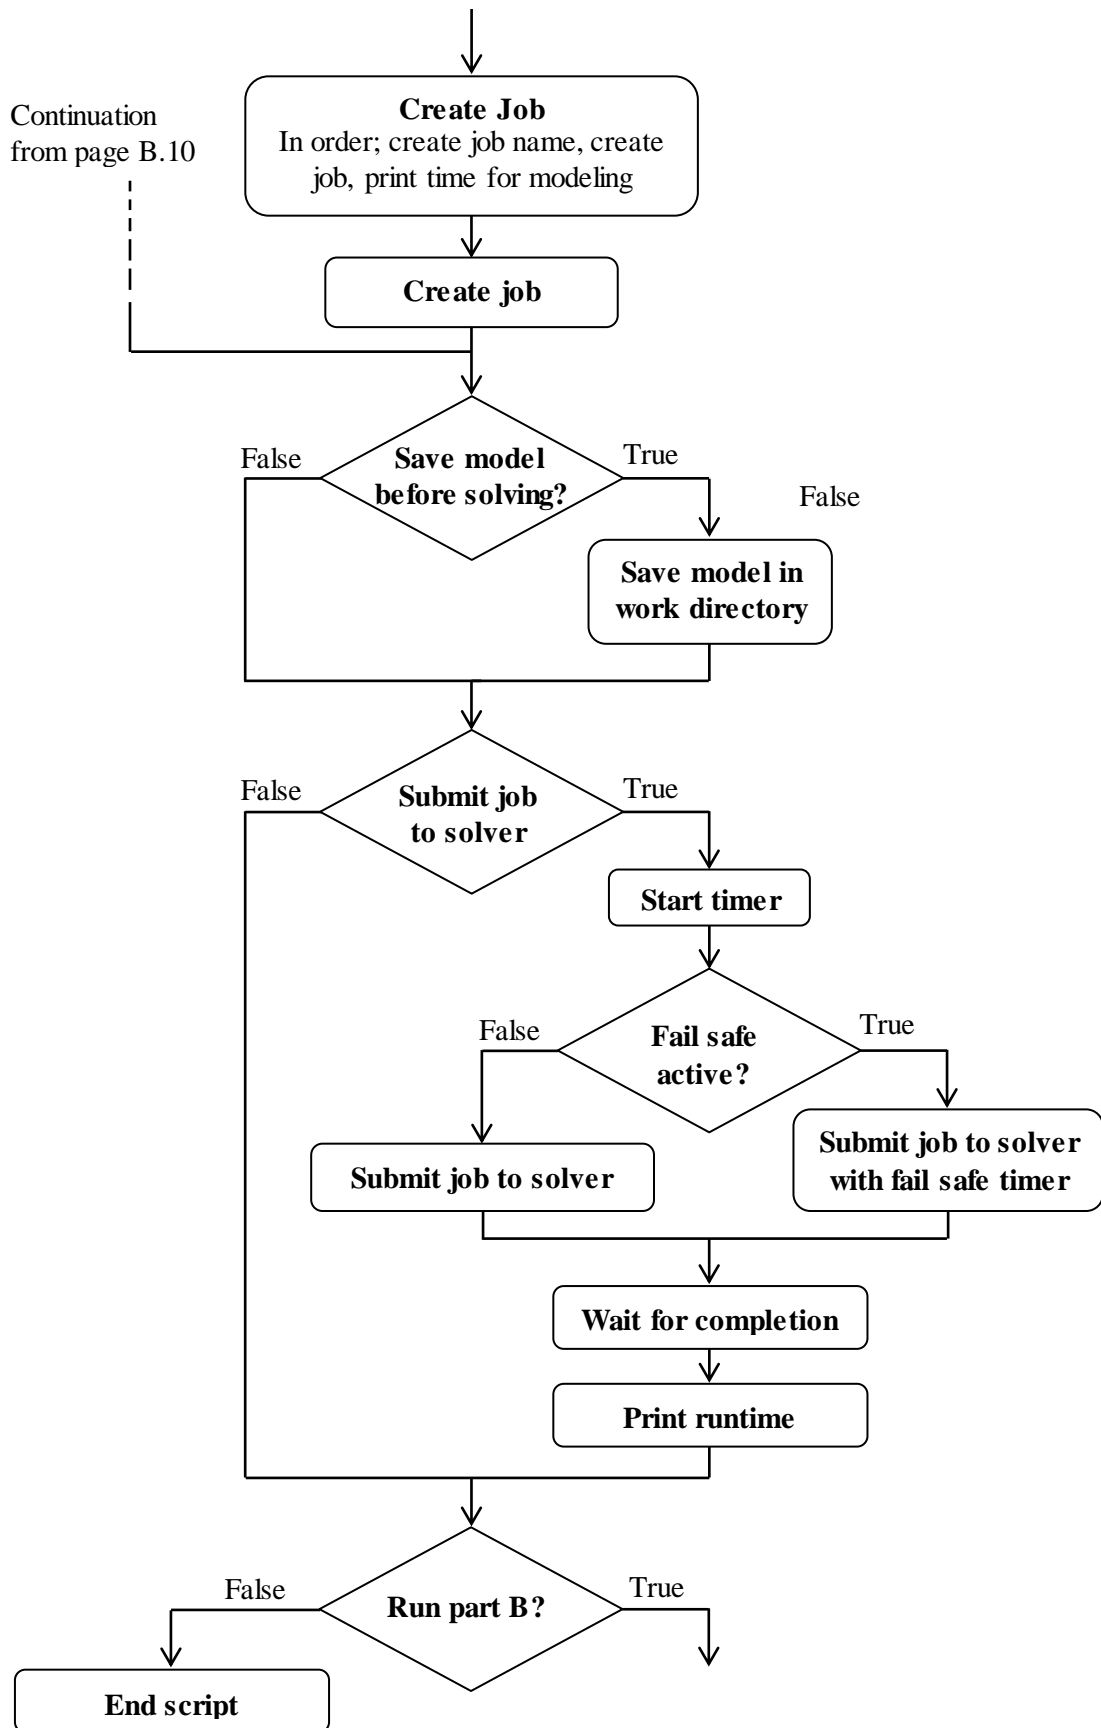 Create Job
In order; create job name, create
job, print time for modeling
Continuation
from page B.10
Create job
False
Save model
before solving?
True
False
Save model in
work directory
False
Submit job
to solver
True
Start timer
False
Fail safe
active?
True
Submit job to solver
Submit job to solver
with fail safe timer
Wait for completion
Print runtime
False
Run part B?
True
End script